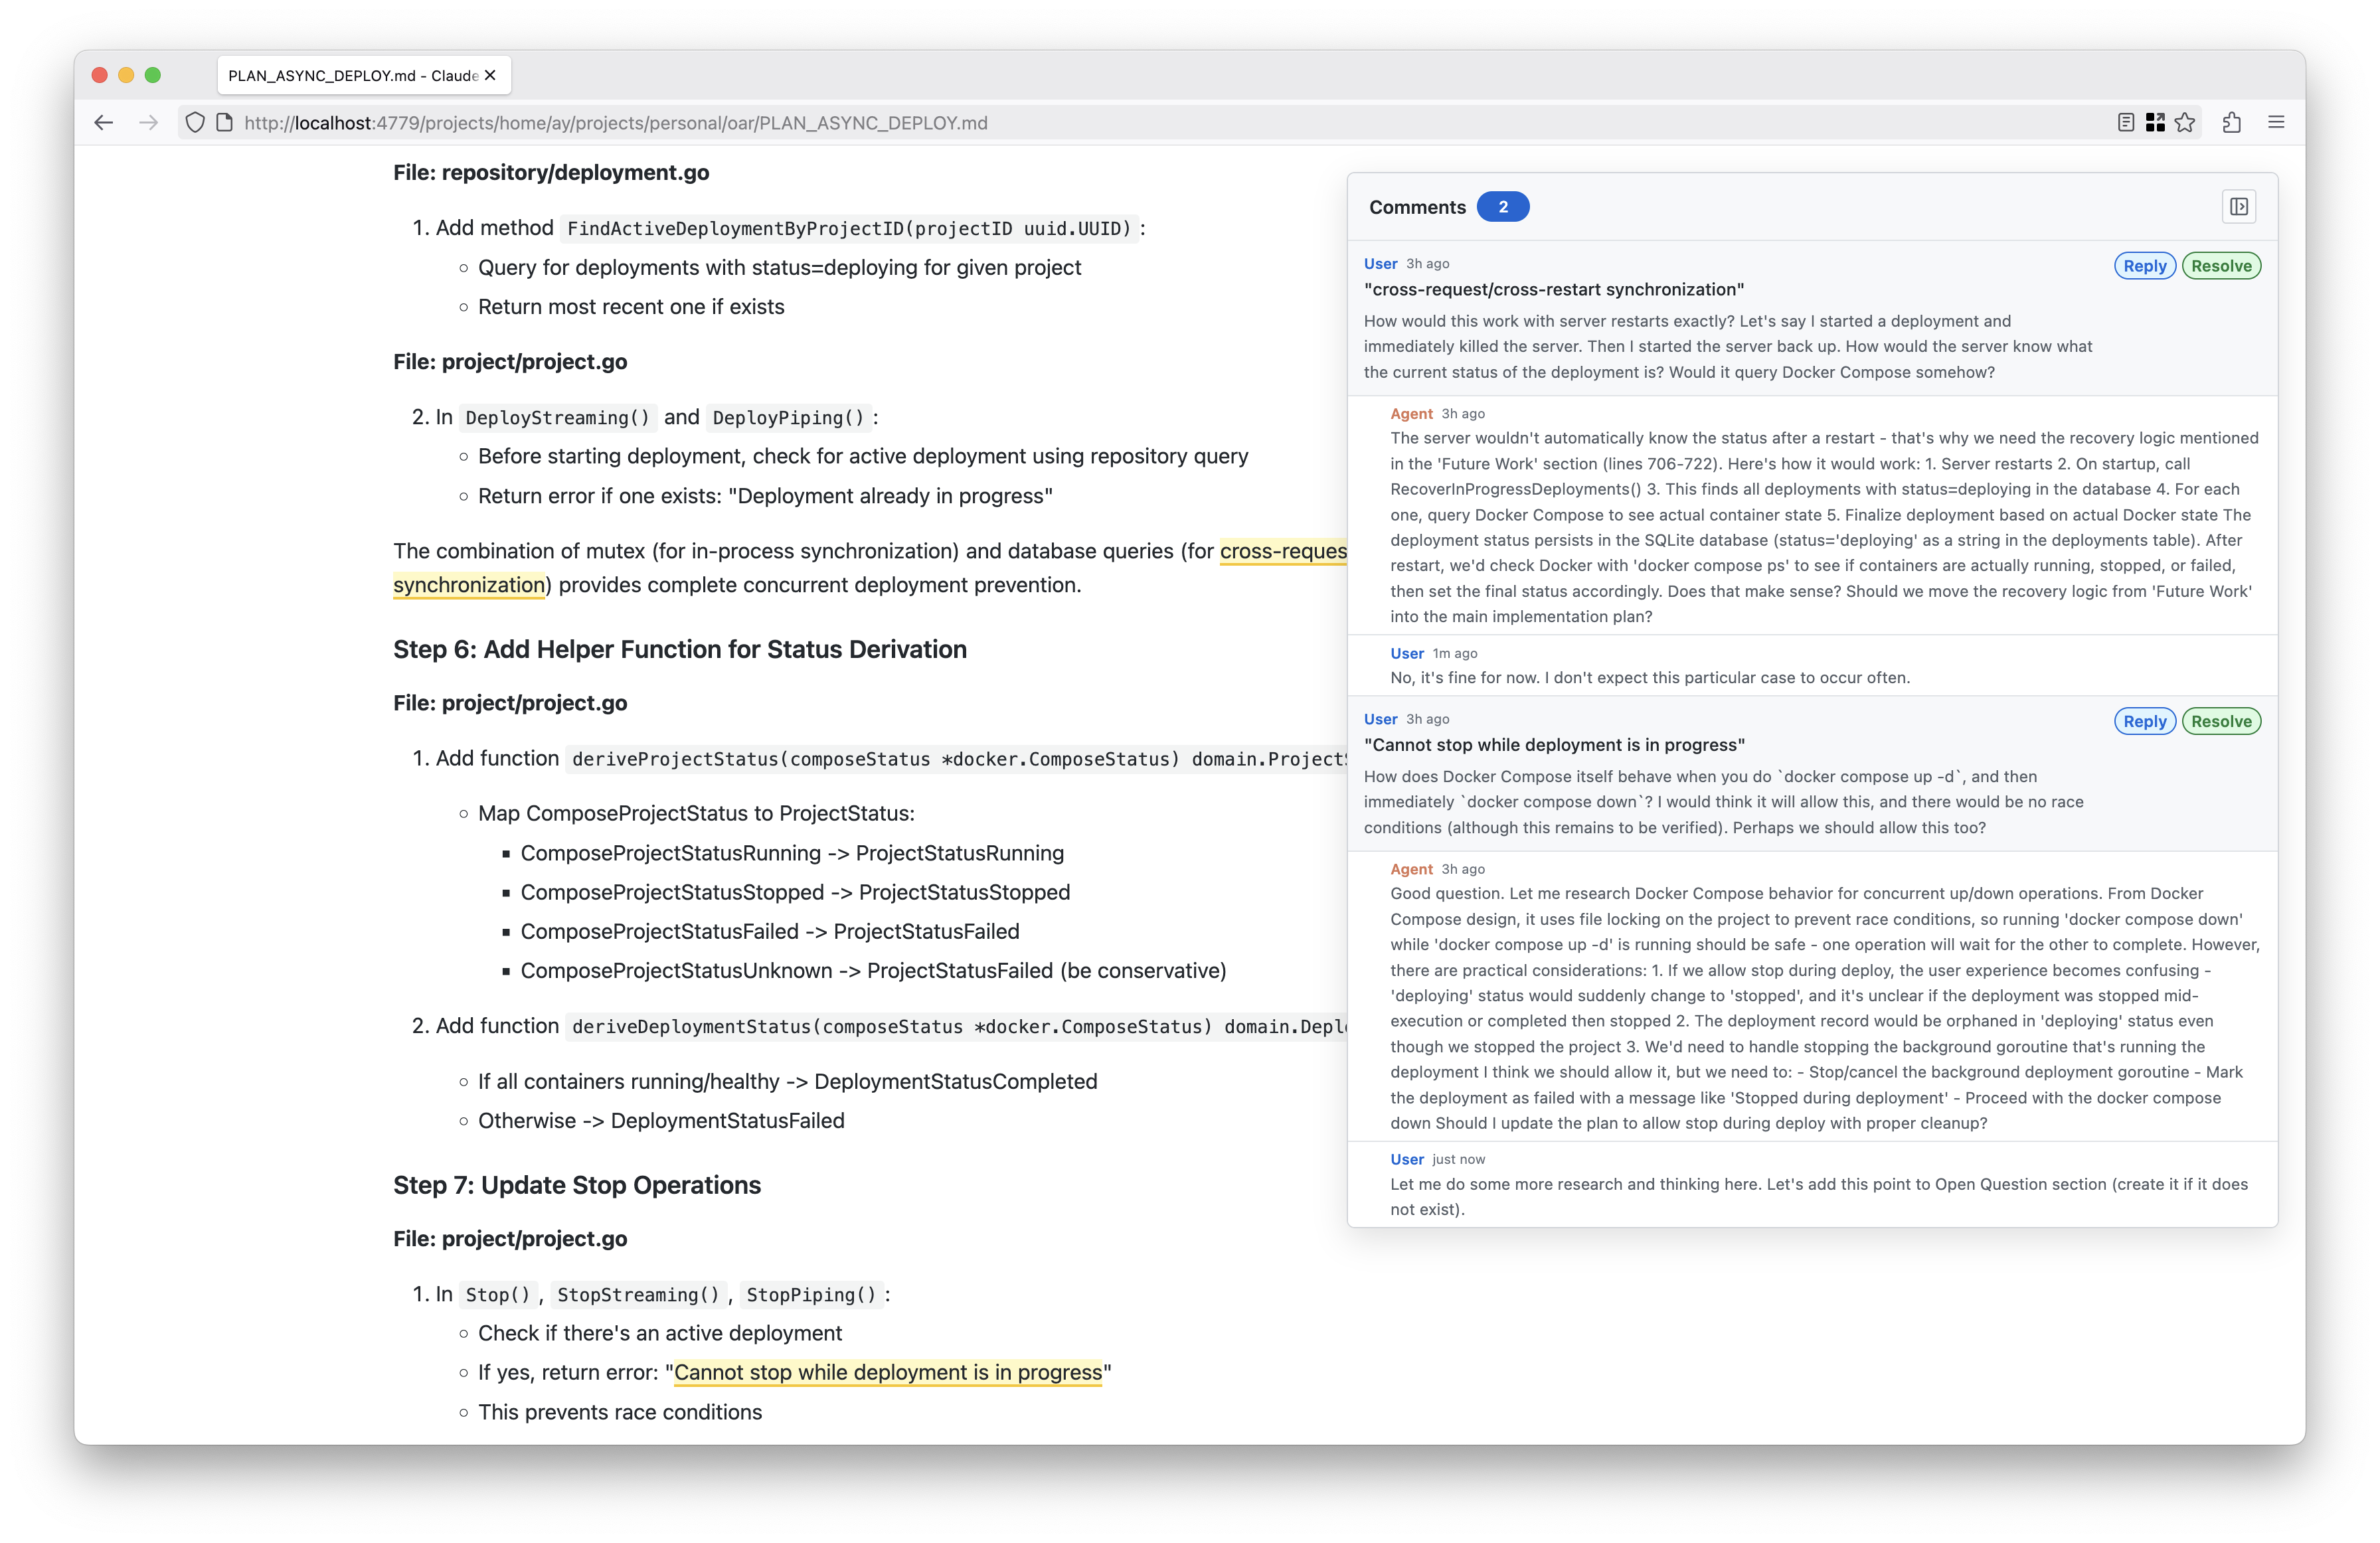 PLAN_ASYNC_DEPLOY.md - Claude
http://localhost:4779/projects/home/ay/projects/personal/oar/PLAN_ASYNC_DEPLOY.md
File: repository/deployment.go
1. Add method FindActiveDeploymentByProjectID(projectID uuid.UUID) :
Query for deployments with status=deploying for given project
Return most recent one if exists
File: project/project.go
2. In DeployStreaming() and DeployPiping() :
Before starting deployment, check for active deployment using repository query
Return error if one exists: "Deployment already in progress"
The combination of mutex (for in-process synchronization) and database queries (for cross-reques
synchronization) provides complete concurrent deployment prevention.
Step 6: Add Helper Function for Status Derivation
File: project/project.go
1. Add function deriveProjectStatus(composeStatus *docker.ComposeStatus) domain.Project
Map ComposeProjectStatus to ProjectStatus:
ComposeProjectStatusRunning -> ProjectStatusRunning
ComposeProjectStatusStopped -> ProjectStatusStopped
ComposeProjectStatusFailed -> ProjectStatusFailed
ComposeProjectStatusUnknown -> ProjectStatusFailed (be conservative)
2. Add function deriveDeploymentStatus(composeStatus *docker.ComposeStatus) domain.Depl
If all containers running/healthy -> DeploymentStatusCompleted
Otherwise -> DeploymentStatusFailed
Step 7: Update Stop Operations
File: project/project.go
1. In Stop() , StopStreaming() , StopPiping() :
Check if there's an active deployment
If yes, return error: "Cannot stop while deployment is in progress"
This prevents race conditions
Comments 2
User 3h ago
Reply Resolve
"cross-request/cross-restart synchronization"
How would this work with server restarts exactly? Let's say I started a deployment and
immediately killed the server. Then I started the server back up. How would the server know what
the current status of the deployment is? Would it query Docker Compose somehow?
Agent 3h ago
The server wouldn't automatically know the status after a restart - that's why we need the recovery logic mentioned
in the 'Future Work' section (lines 706-722). Here's how it would work: 1. Server restarts 2. On startup, call
RecoverInProgressDeployments() 3. This finds all deployments with status=deploying in the database 4. For each
one, query Docker Compose to see actual container state 5. Finalize deployment based on actual Docker state The
deployment status persists in the SQLite database (status='deploying' as a string in the deployments table). After
restart, we'd check Docker with 'docker compose ps' to see if containers are actually running, stopped, or failed,
then set the final status accordingly. Does that make sense? Should we move the recovery logic from 'Future Work'
into the main implementation plan?
User 1m ago
No, it's fine for now. I don't expect this particular case to occur often.
User 3h ago
Reply Resolve
"Cannot stop while deployment is in progress"
How does Docker Compose itself behave when you do `docker compose up -d`, and then
immediately `docker compose down`? I would think it will allow this, and there would be no race
conditions (although this remains to be verified). Perhaps we should allow this too?
Agent 3h ago
Good question. Let me research Docker Compose behavior for concurrent up/down operations. From Docker
Compose design, it uses file locking on the project to prevent race conditions, so running 'docker compose down'
while 'docker compose up -d' is running should be safe - one operation will wait for the other to complete. However,
there are practical considerations: 1. If we allow stop during deploy, the user experience becomes confusing -
'deploying' status would suddenly change to 'stopped', and it's unclear if the deployment was stopped mid-
execution or completed then stopped 2. The deployment record would be orphaned in 'deploying' status even
though we stopped the project 3. We'd need to handle stopping the background goroutine that's running the
deployment I think we should allow it, but we need to: - Stop/cancel the background deployment goroutine - Mark
the deployment as failed with a message like 'Stopped during deployment' - Proceed with the docker compose
down Should I update the plan to allow stop during deploy with proper cleanup?
User just now
Let me do some more research and thinking here. Let's add this point to Open Question section (create it if it does
not exist).